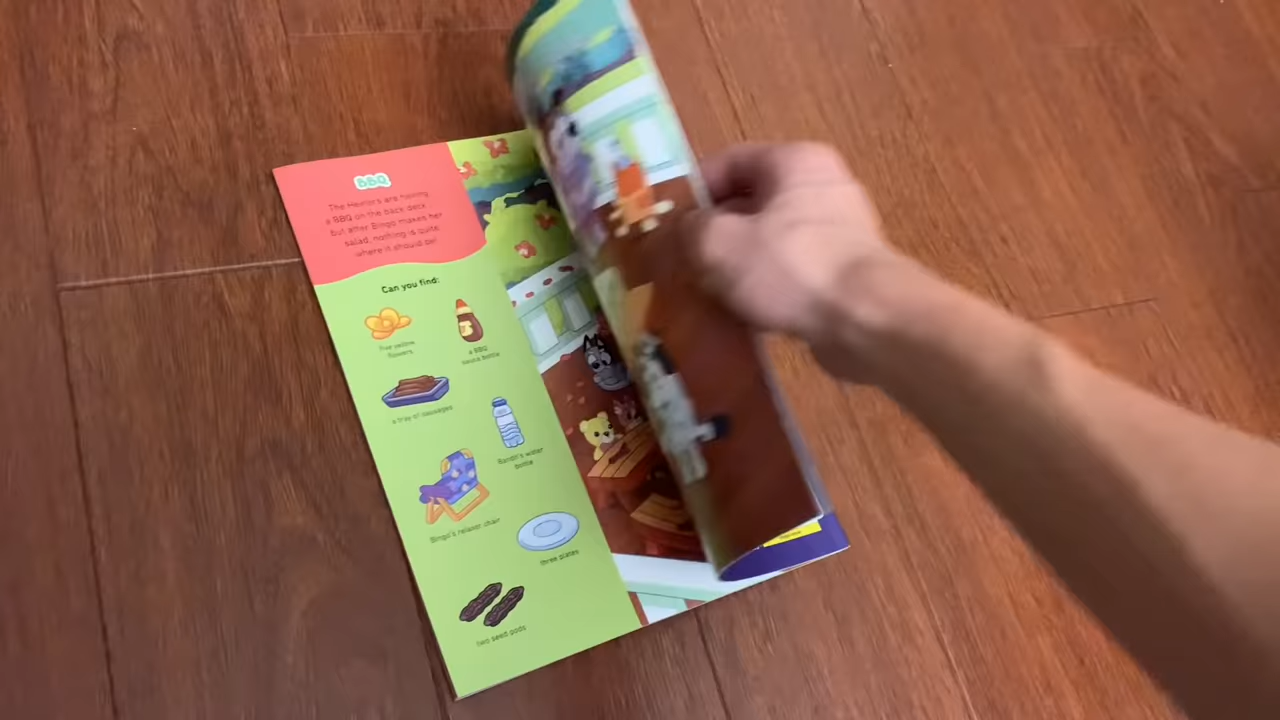 BBQ
The Heelers are having
a BBQ on the back deck
but after Bingo makes her
salad, nothing is quite
where it should be!
Can you find:
five yellow
flowers
a BBQ
sauce bottle
a tray of sausages
Bandit's water
bottle
Bingo's relaxer chair
three plates
two seed pods